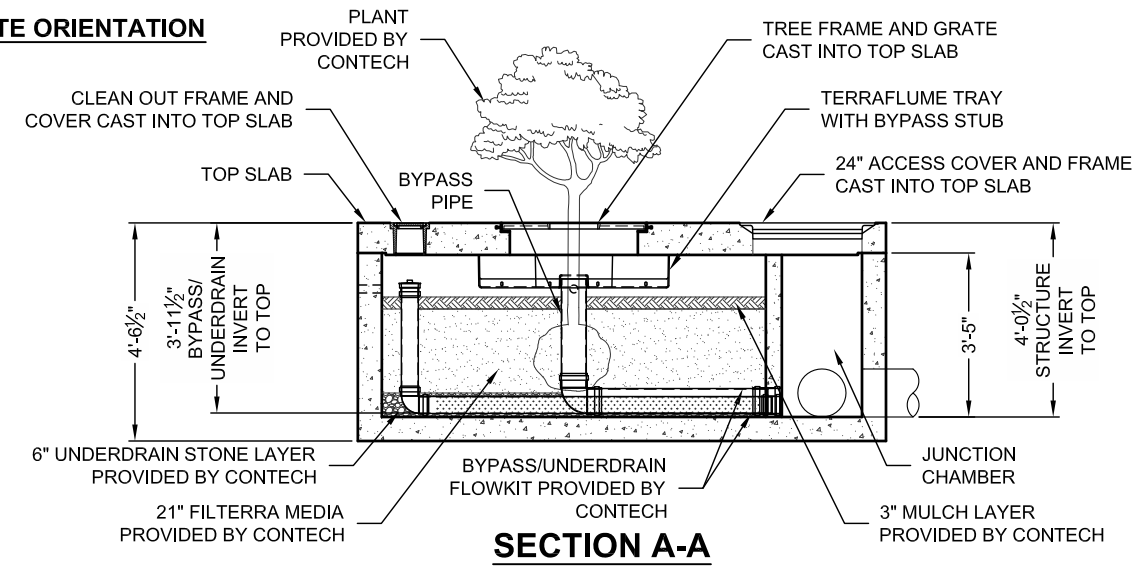 TE ORIENTATION
PLANT
PROVIDED BY
CONTECH
TREE FRAME AND GRATE
CAST INTO TOP SLAB
CLEAN OUT FRAME AND
COVER CAST INTO TOP SLAB
TERRAFLUME TRAY
WITH BYPASS STUB
TOP SLAB
BYPASS
PIPE
24" ACCESS COVER AND FRAME
CAST INTO TOP SLAB
4'-6½"
3'-11½"
BYPASS/
UNDERDRAIN
INVERT
TO TOP
3'-5"
4'-0½"
STRUCTURE
INVERT
TO TOP
6" UNDERDRAIN STONE LAYER
PROVIDED BY CONTECH
BYPASS/UNDERDRAIN
FLOWKIT PROVIDED BY
CONTECH
JUNCTION
CHAMBER
21" FILTERRA MEDIA
PROVIDED BY CONTECH
3" MULCH LAYER
PROVIDED BY CONTECH
SECTION A-A